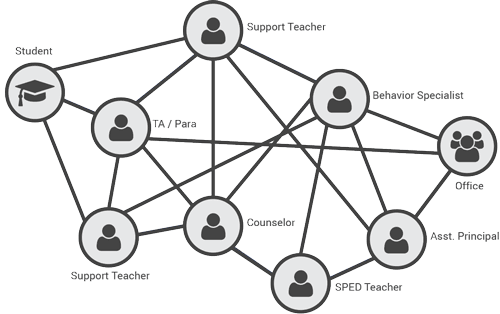 Support Teacher
Student
Behavior Specialist
TA / Para
Office
Counselor
Asst. Principal
Support Teacher
SPED Teacher